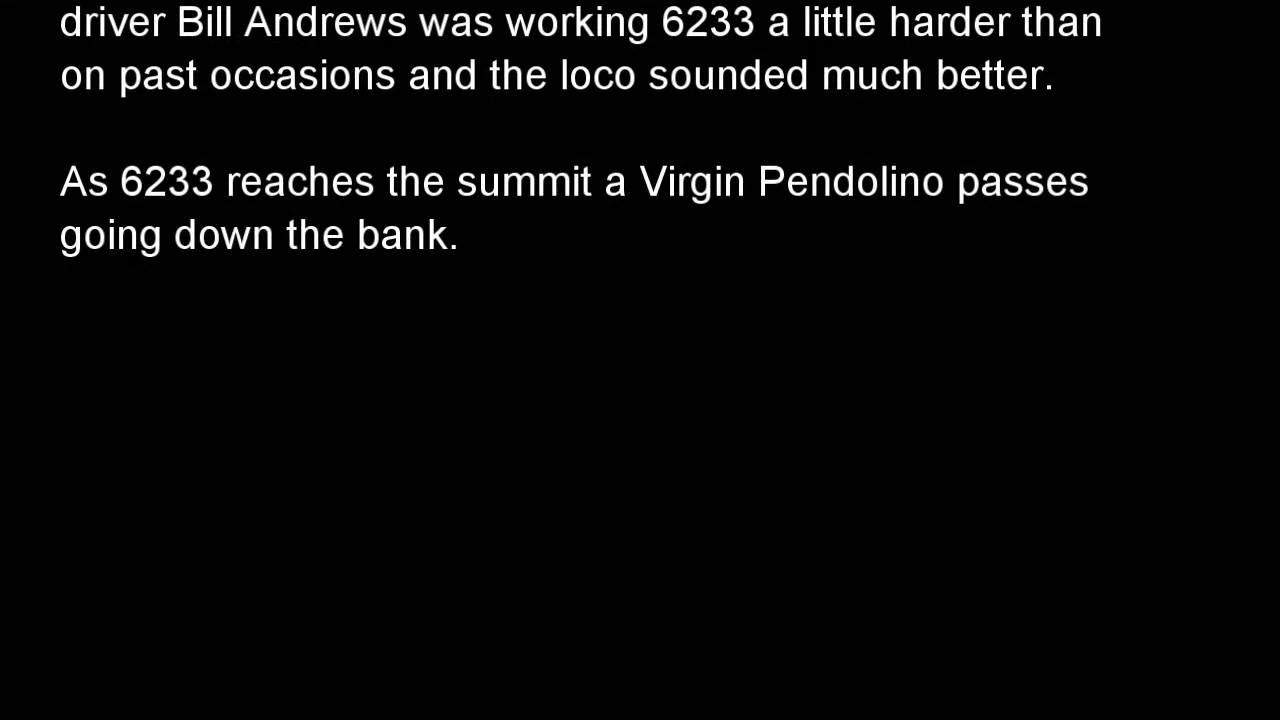 driver Bill Andrews was working 6233 a little harder than
on past occasions and the loco sounded much better.
As 6233 reaches the summit a Virgin Pendolino passes
going down the bank.